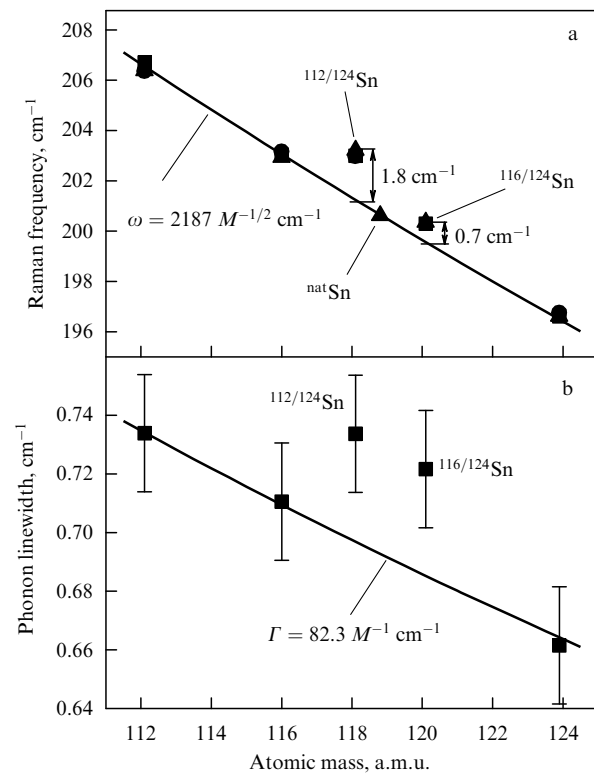 a
208
206
204
202
200
198
196
Raman frequency, cm⁻¹
¹¹²/¹²⁴Sn
1.8 cm⁻¹
¹¹⁶/¹²⁴Sn
0.7 cm⁻¹
ω = 2187 M⁻¹/² cm⁻¹
ⁿᵃᵗSn
b
0.74
0.72
0.70
0.68
0.66
0.64
Phonon linewidth, cm⁻¹
¹¹²/¹²⁴Sn
¹¹⁶/¹²⁴Sn
Γ = 82.3 M⁻¹ cm⁻¹
112 114 116 118 120 122 124
Atomic mass, a.m.u.